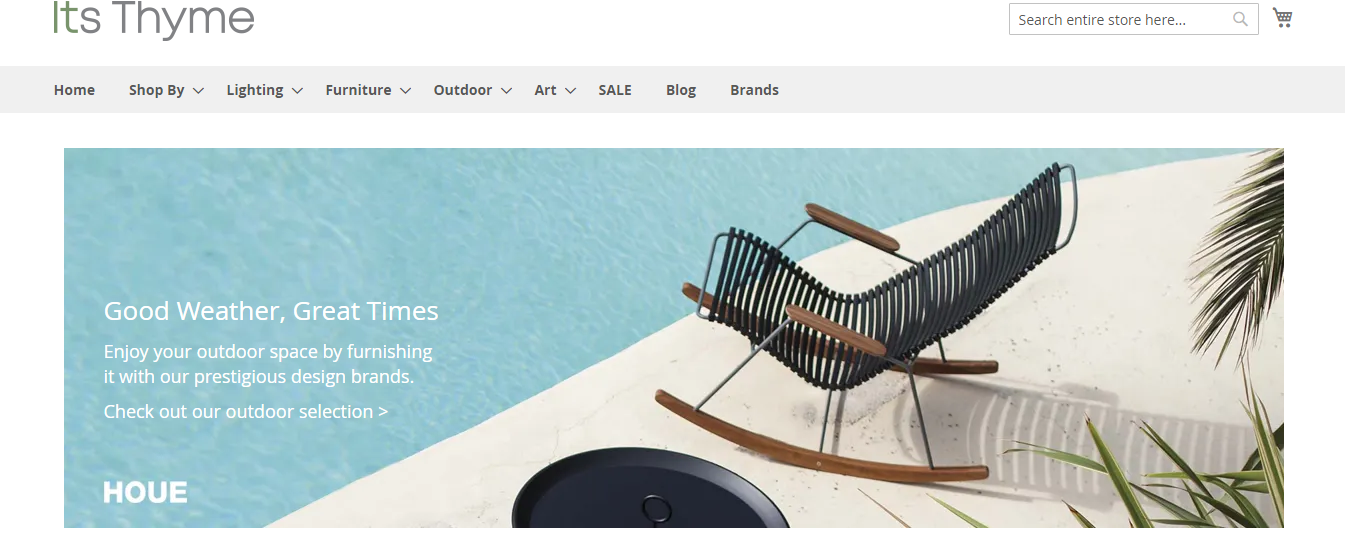 Its Thyme
Search entire store here...
Home Shop By Lighting Furniture Outdoor Art SALE Blog Brands
Good Weather, Great Times
Enjoy your outdoor space by furnishing
it with our prestigious design brands.
Check out our outdoor selection >
HOUE